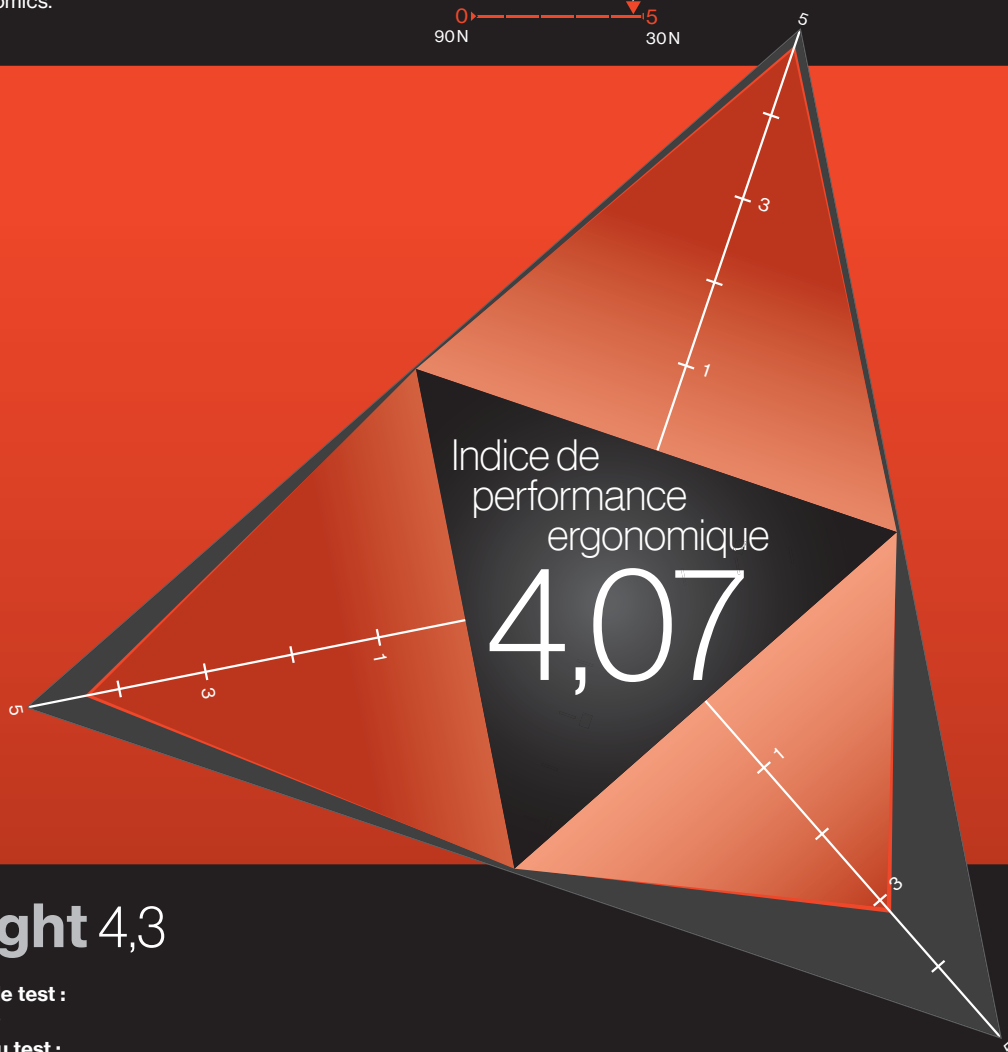 omics.
0 5
90N 30N
5
3
1
Indice de
performance
ergonomique
4,07
1
3
5
1
3
ght 4,3
e test :
u test :